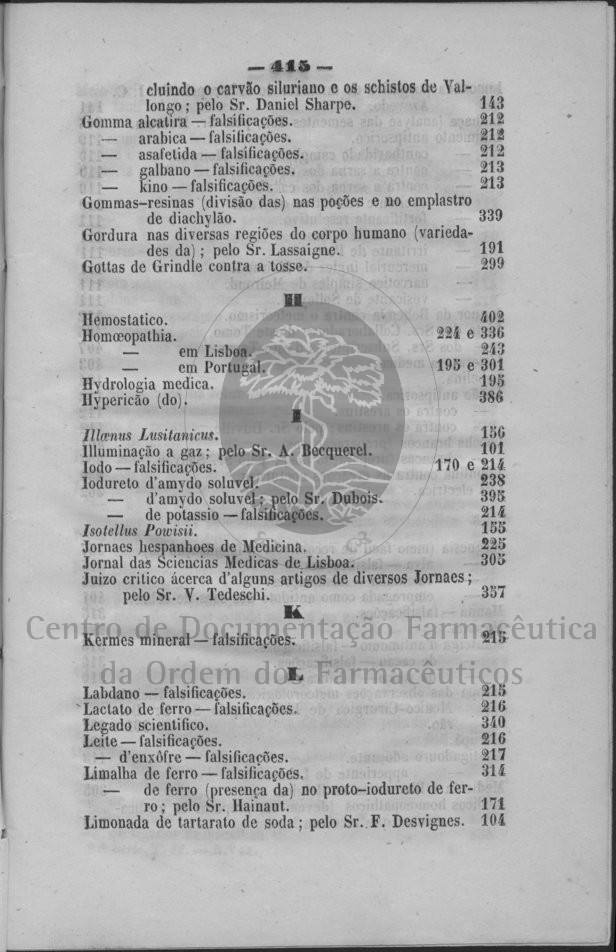 — 415 —
cluindo o carvão siluriano e os schistos de Val-
longo; pelo Sr. Daniel Sharpe. 143
Gomma alcatira — falsificações. 212
— arabica — falsificações. 212
— asafetida — falsificações. 212
— galbano — falsificações. 213
— kino — falsificações. 213
Gommas-resinas (divisão das) nas poções e no emplastro
de diachylão. 339
Gordura nas diversas regiões do corpo humano (varieda-
des da); pelo Sr. Lassaigne. 191
Gottas de Grindle contra a tosse. 299
H
Hemostatico. 402
Homœopathia. 224 e 336
— em Lisboa. 243
— em Portugal. 195 e 301
Hydrologia medica. 195
Hypericão (do). 386
I
Illænus Lusitanicus. 156
Illuminação a gaz; pelo Sr. A. Becquerel. 101
Iodo — falsificações. 170 e 214
Iodureto d'amydo soluvel. 238
— d'amydo soluvel; pelo Sr. Dubois. 395
— de potassio — falsificações. 214
Isotellus Powisii. 155
Jornaes hespanhoes de Medicina. 225
Jornal das Sciencias Medicas de Lisboa. 305
Juizo critico ácerca d'alguns artigos de diversos Jornaes;
pelo Sr. V. Tedeschi. 357
K
Centro de Documentação Farmacêutica
Kermes mineral — falsificações. 215
L
da Ordem dos Farmacêuticos
Labdano — falsificações. 215
Lactato de ferro — falsificações. 216
Legado scientifico. 340
Leite — falsificações. 216
— d'enxôfre — falsificações. 217
Limalha de ferro — falsificações. 314
— de ferro (presença da) no proto-iodureto de fer-
ro; pelo Sr. Hainaut. 171
Limonada de tartarato de soda; pelo Sr. F. Desvignes. 104